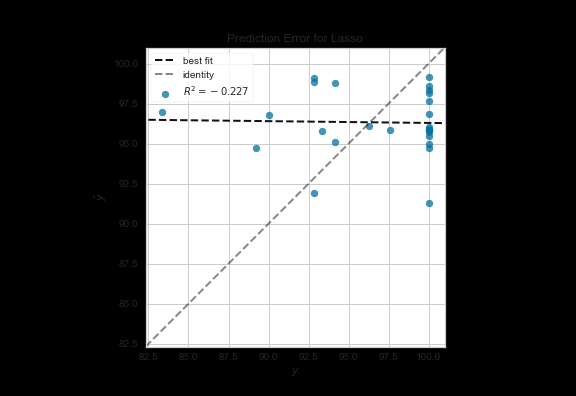 Prediction Error for Lasso
best fit
identity
R² = −0.227
100.0
97.5
95.0
92.5
90.0
87.5
85.0
82.5
ŷ
82.5 85.0 87.5 90.0 92.5 95.0 97.5 100.0
y